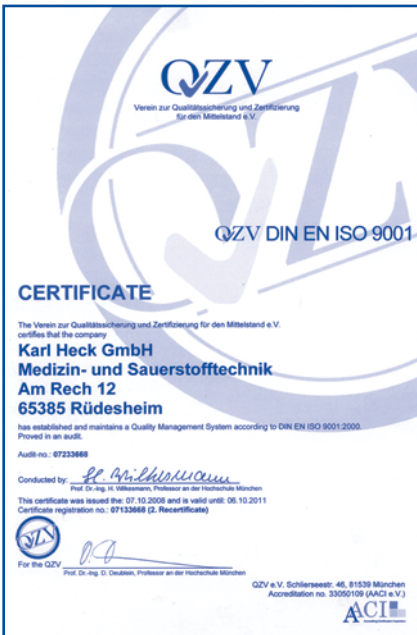 QZV
Verein zur Qualitätssicherung und Zertifizierung
für den Mittelstand e.V.
QZV DIN EN ISO 9001
CERTIFICATE
The Verein zur Qualitätssicherung und Zertifizierung für den Mittelstand e.V.
certifies that the company
Karl Heck GmbH
Medizin- und Sauerstofftechnik
Am Rech 12
65385 Rüdesheim
has established and maintains a Quality Management System according to DIN EN ISO 9001:2000.
Proved in an audit.
Audit-no.: 07233668
Conducted by: H. Wilkesmann
Prof. Dr.-Ing. H. Wilkesmann, Professor an der Hochschule München
This certificate was issued the: 07.10.2008 and is valid until: 06.10.2011
Certificate registration no.: 07133668 (2. Recertificate)
QZV
For the QZV
Prof. Dr.-Ing. D. Deublein, Professor an der Hochschule München
QZV e.V. Schlierseestr. 46, 81539 München
Accreditation no. 33050109 (AACI e.V.)
AACI